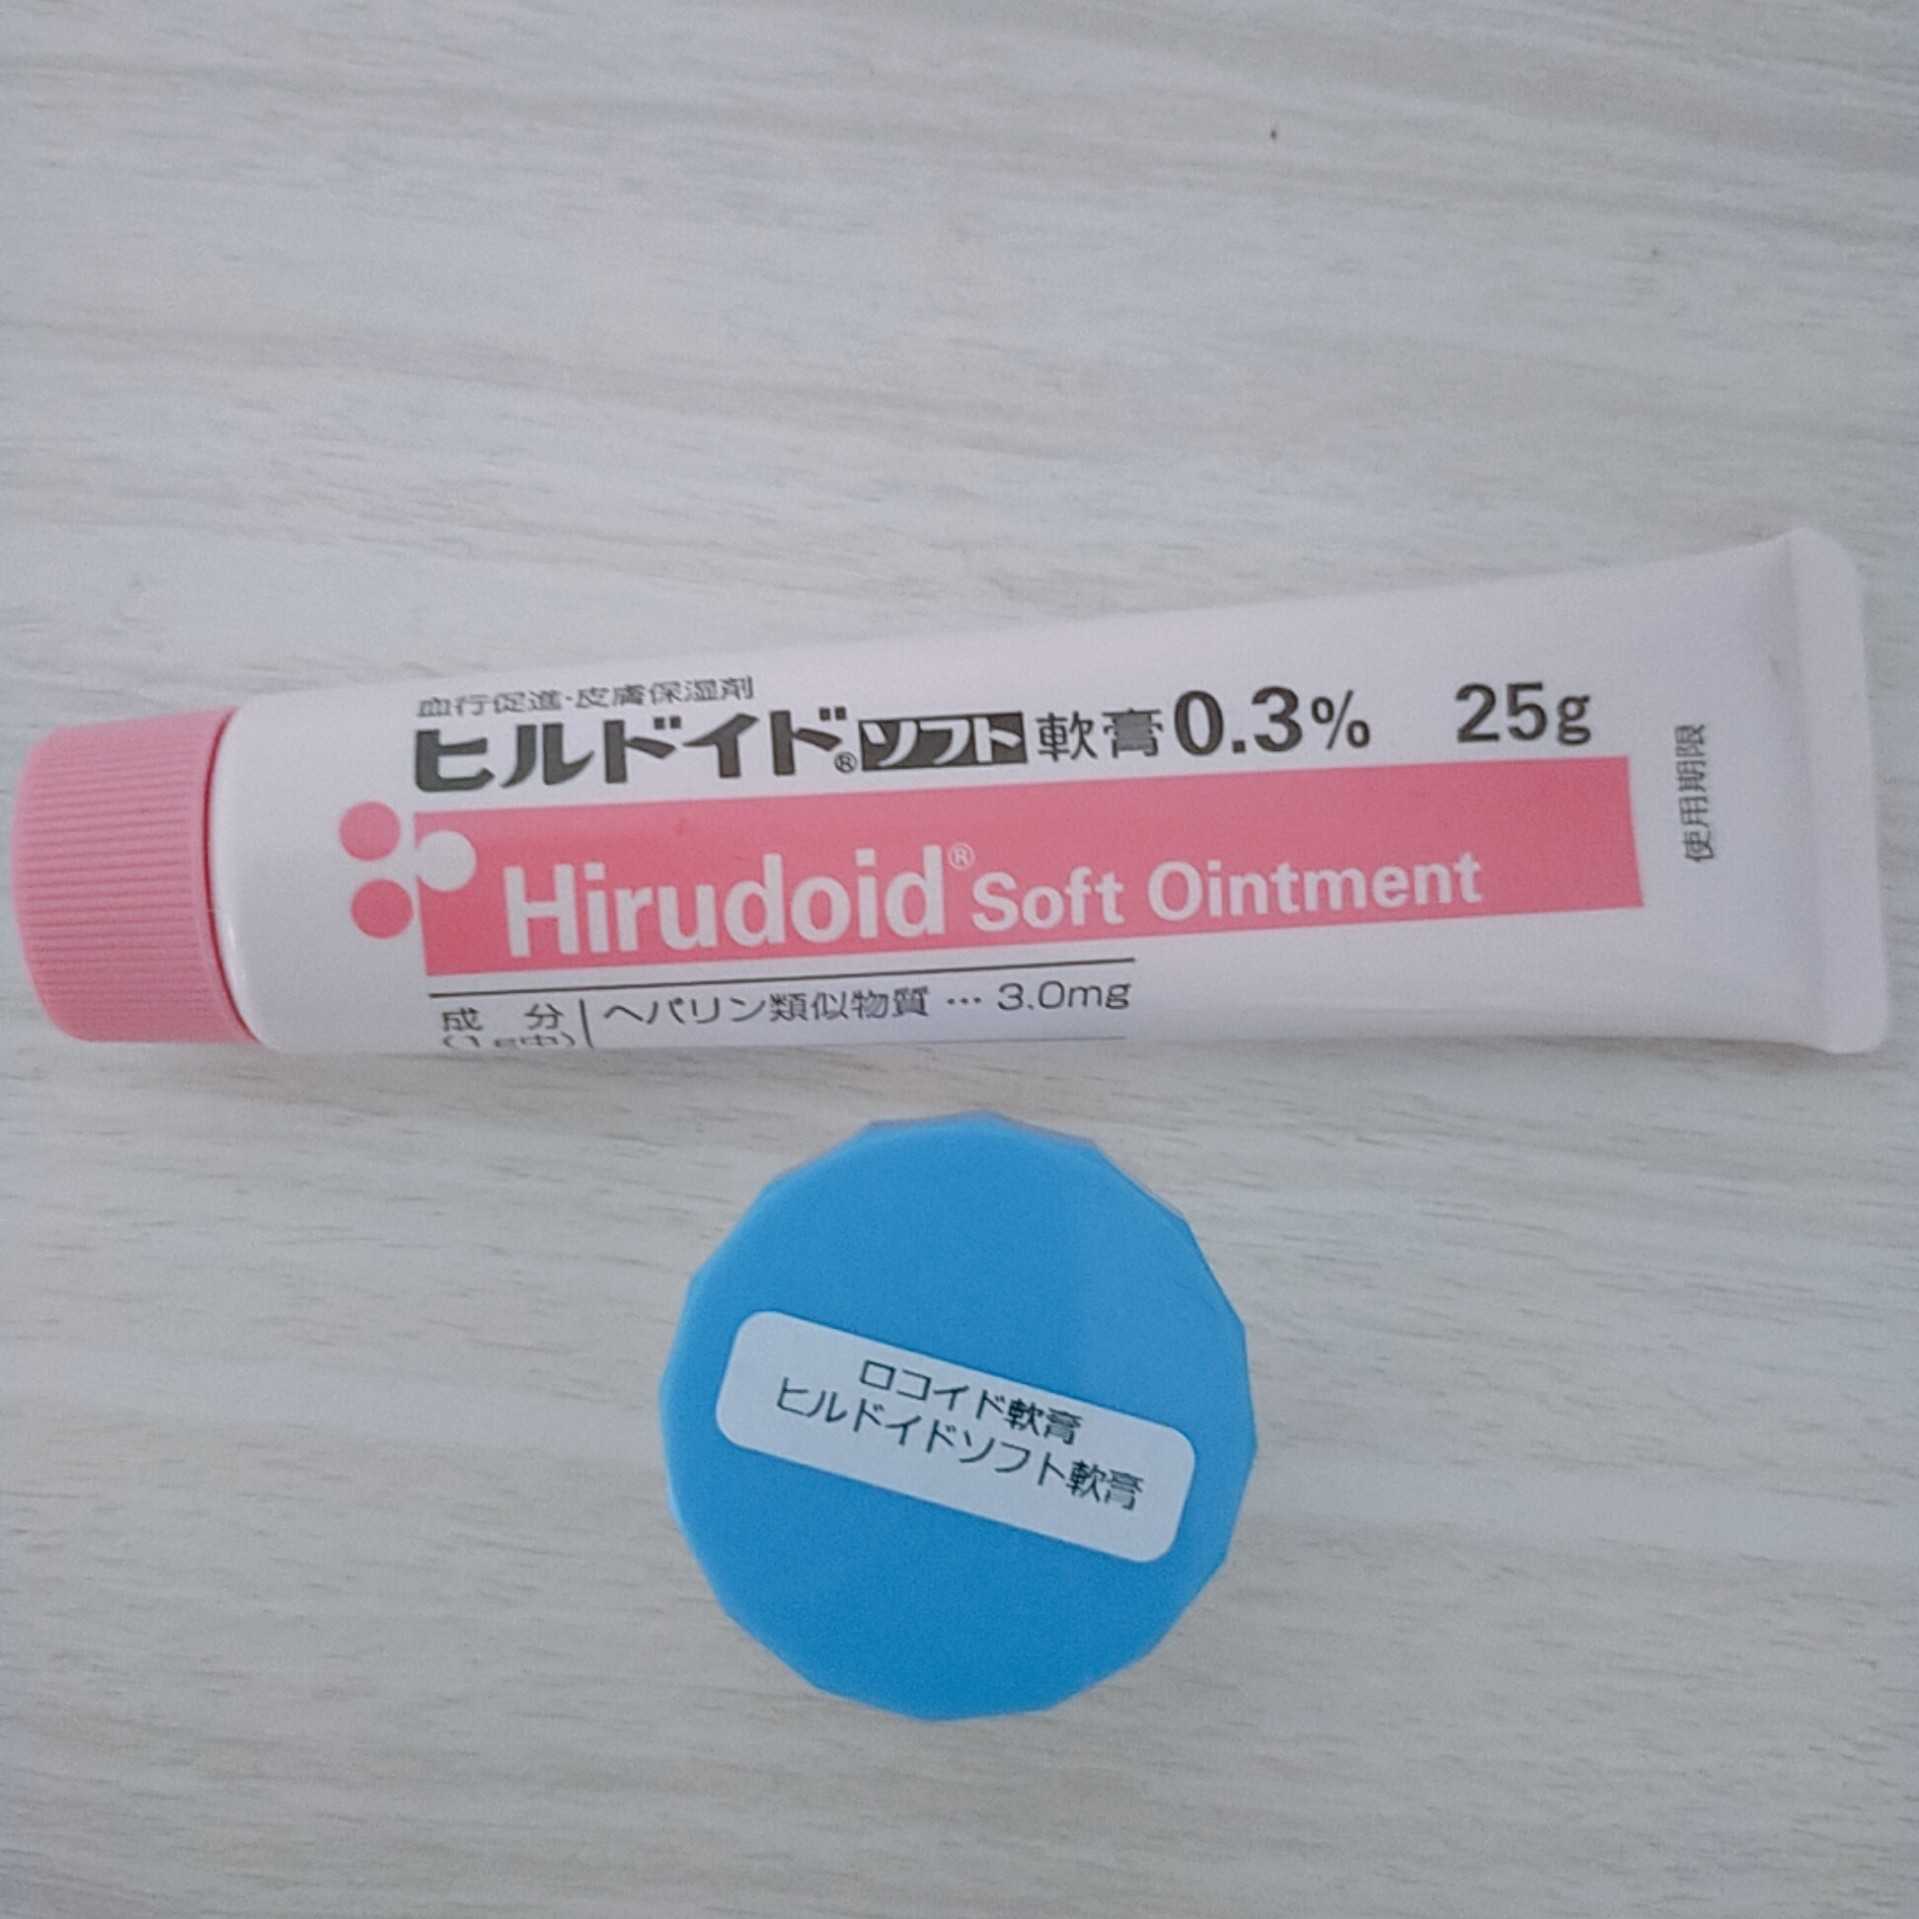 血行促進・皮膚保湿剤
ヒルドイド®ソフト軟膏0.3% 25g
Hirudoid® Soft Ointment
使用期限
成 分 ヘパリン類似物質 … 3.0mg
(1g中)
ロコイド軟膏
ヒルドイドソフト軟膏